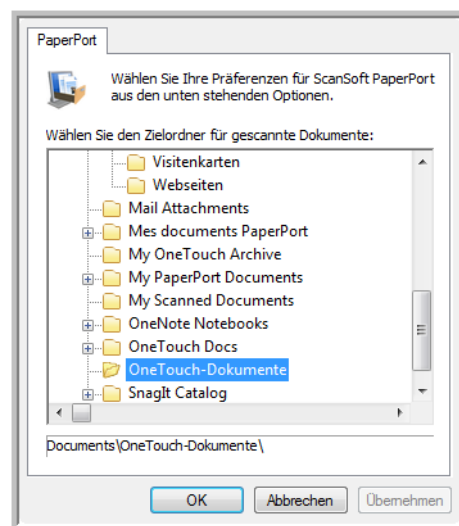 PaperPort
Wählen Sie Ihre Präferenzen für ScanSoft PaperPort
aus den unten stehenden Optionen.
Wählen Sie den Zielordner für gescannte Dokumente:
Visitenkarten
Webseiten
Mail Attachments
Mes documents PaperPort
My OneTouch Archive
My PaperPort Documents
My Scanned Documents
OneNote Notebooks
OneTouch Docs
OneTouch-Dokumente
SnagIt Catalog
Documents\OneTouch-Dokumente\
OK Abbrechen Übernehmen